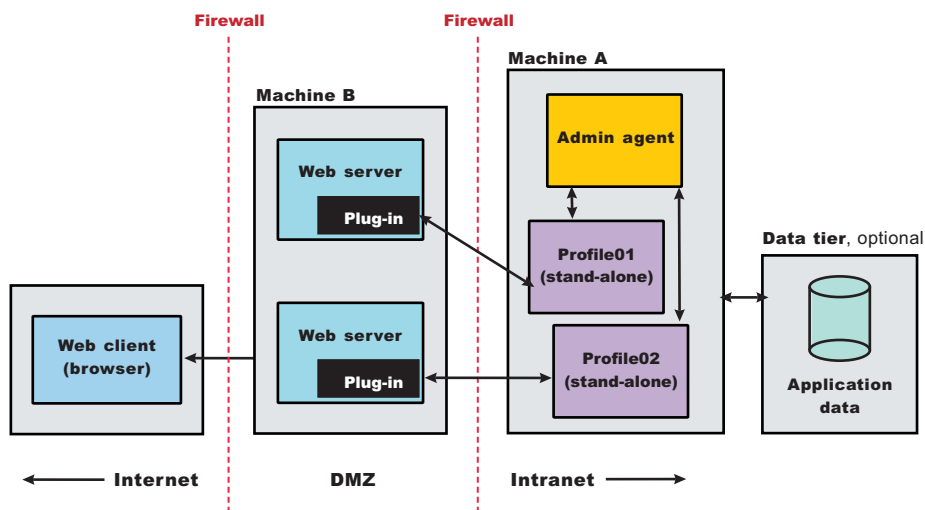 Firewall
Firewall
Machine A
Machine B
Admin agent
Web server
Plug-in
Profile01
(stand-alone)
Data tier, optional
Web server
Plug-in
Profile02
(stand-alone)
Web client
(browser)
Application
data
Internet
DMZ
Intranet